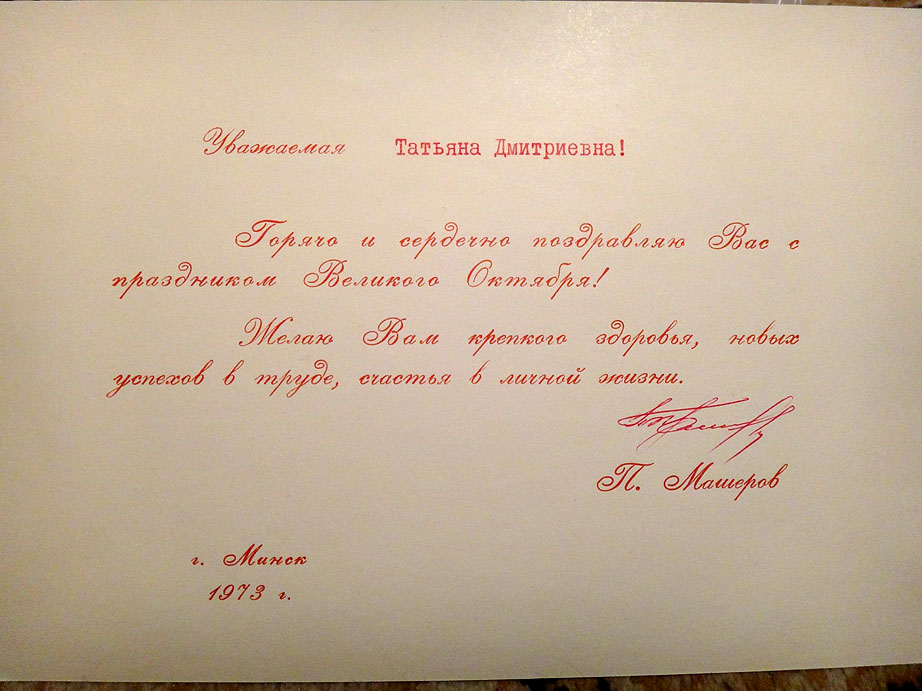 Уважаемая Татьяна Дмитриевна!
Горячо и сердечно поздравляю Вас с
праздником Великого Октября!
Желаю Вам крепкого здоровья, новых
успехов в труде, счастья в личной жизни.
П. Машеров
г. Минск
1973 г.